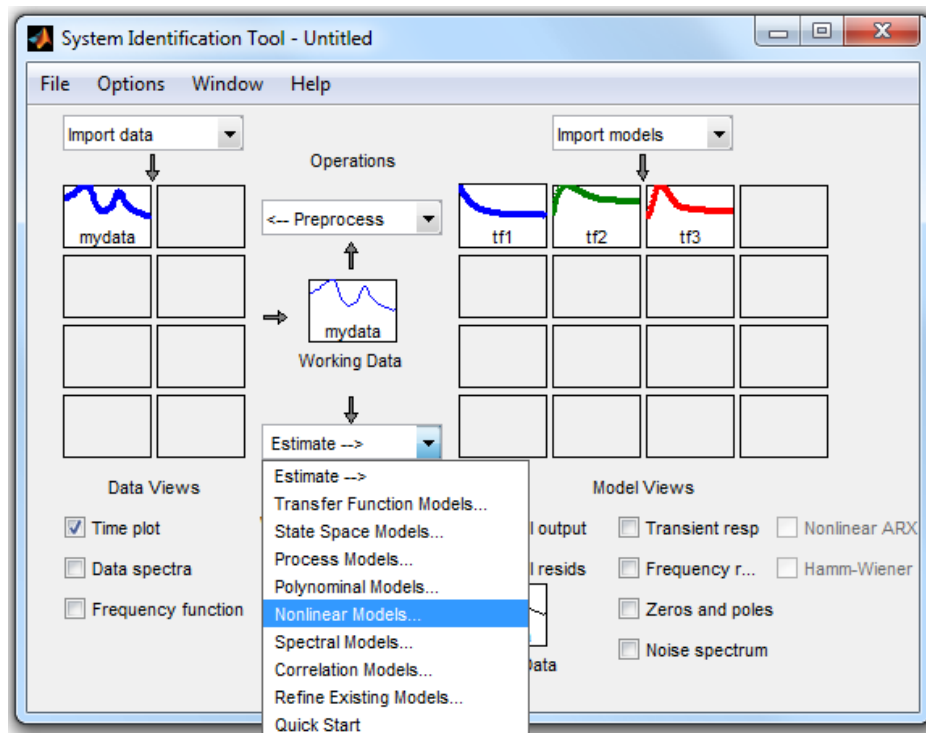 System Identification Tool - Untitled
File Options Window Help
Import data
Import models
Operations
mydata
<-- Preprocess
tf1
tf2
tf3
mydata
Working Data
Estimate -->
Data Views
Model Views
Estimate -->
Transfer Function Models...
State Space Models...
Process Models...
Polynominal Models...
Nonlinear Models...
Spectral Models...
Correlation Models...
Refine Existing Models...
Quick Start
Time plot
Data spectra
Frequency function
output
resids
Data
Transient resp
Frequency r...
Zeros and poles
Noise spectrum
Nonlinear ARX
Hamm-Wiener